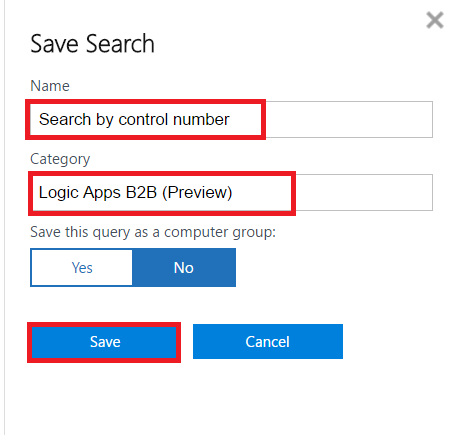 Save Search
Name
Search by control number
Category
Logic Apps B2B (Preview)
Save this query as a computer group:
Yes No
Save Cancel